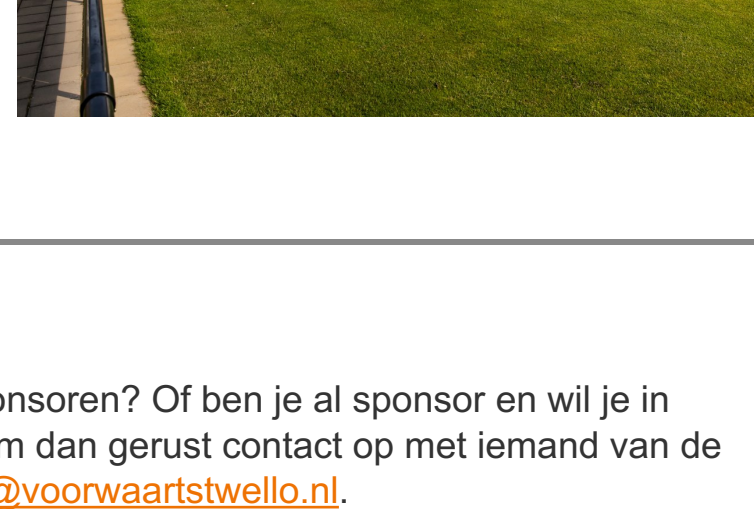 onsoren? Of ben je al sponsor en wil je in
m dan gerust contact op met iemand van de
@voorwaartstwello.nl.